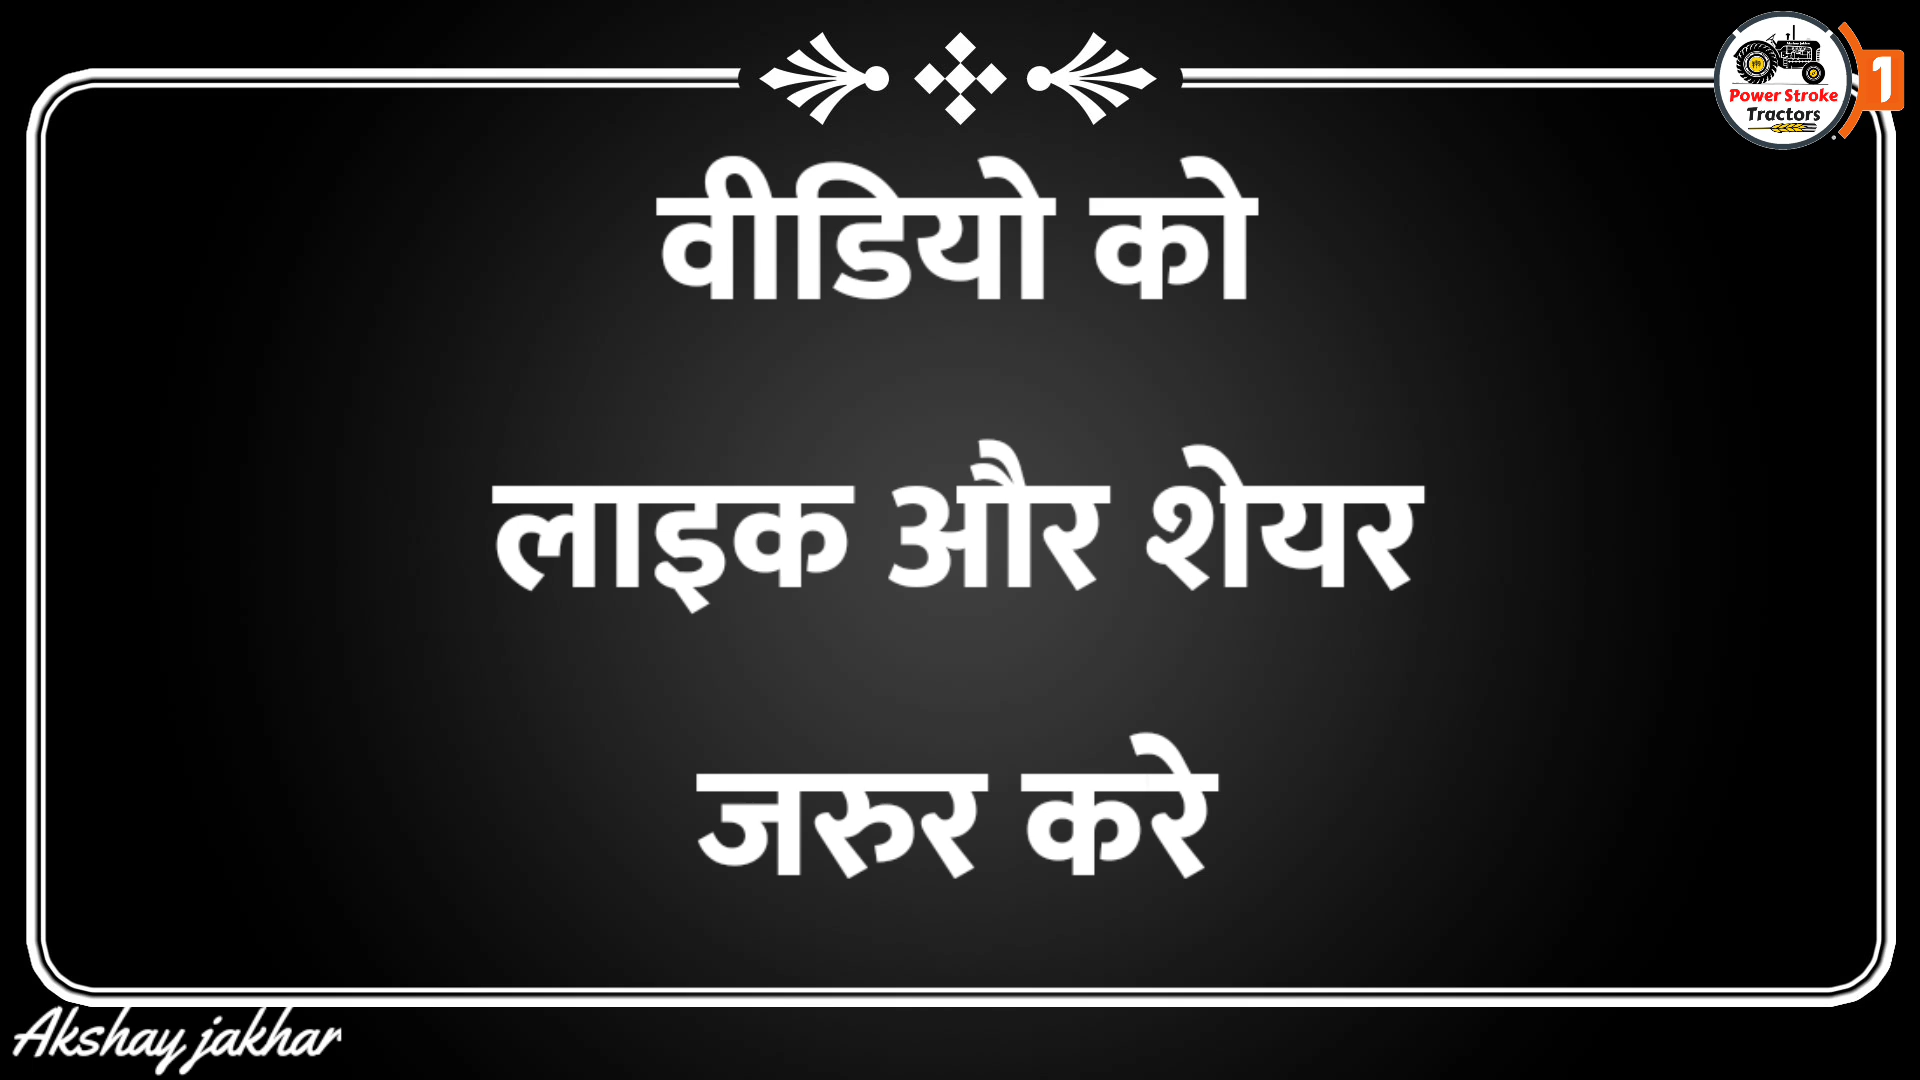 Power Stroke
Tractors
1
वीडियो को
लाइक और शेयर
जरुर करे
Akshay jakhar